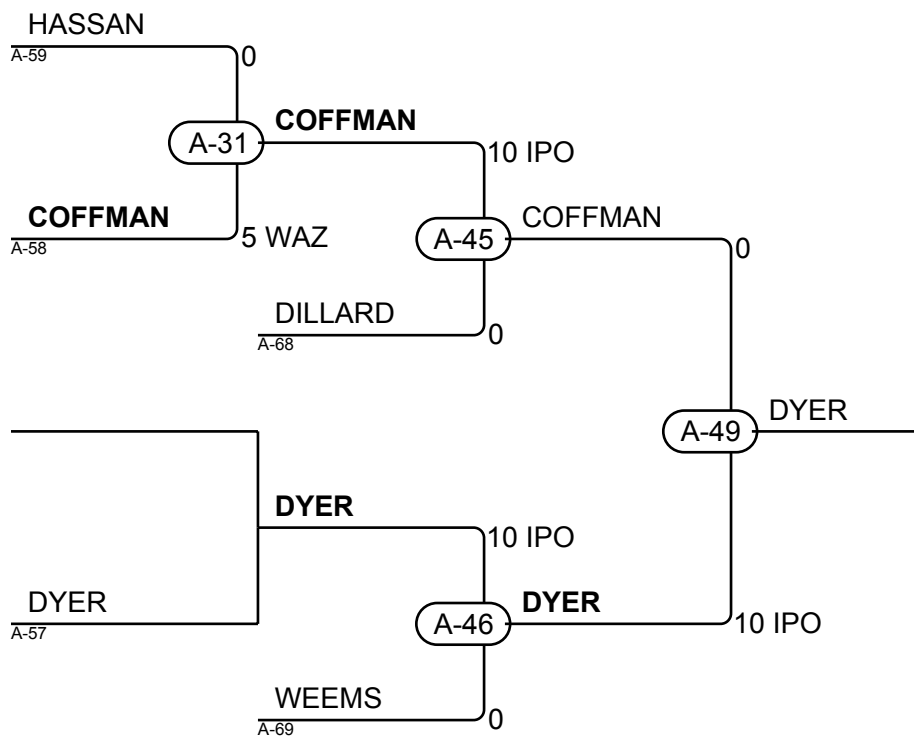 HASSAN
A-59
0
COFFMAN
A-31
10 IPO
COFFMAN
A-58
5 WAZ
A-45
COFFMAN
0
DILLARD
A-68
0
A-49
DYER
DYER
10 IPO
DYER
A-57
A-46
DYER
10 IPO
WEEMS
A-69
0